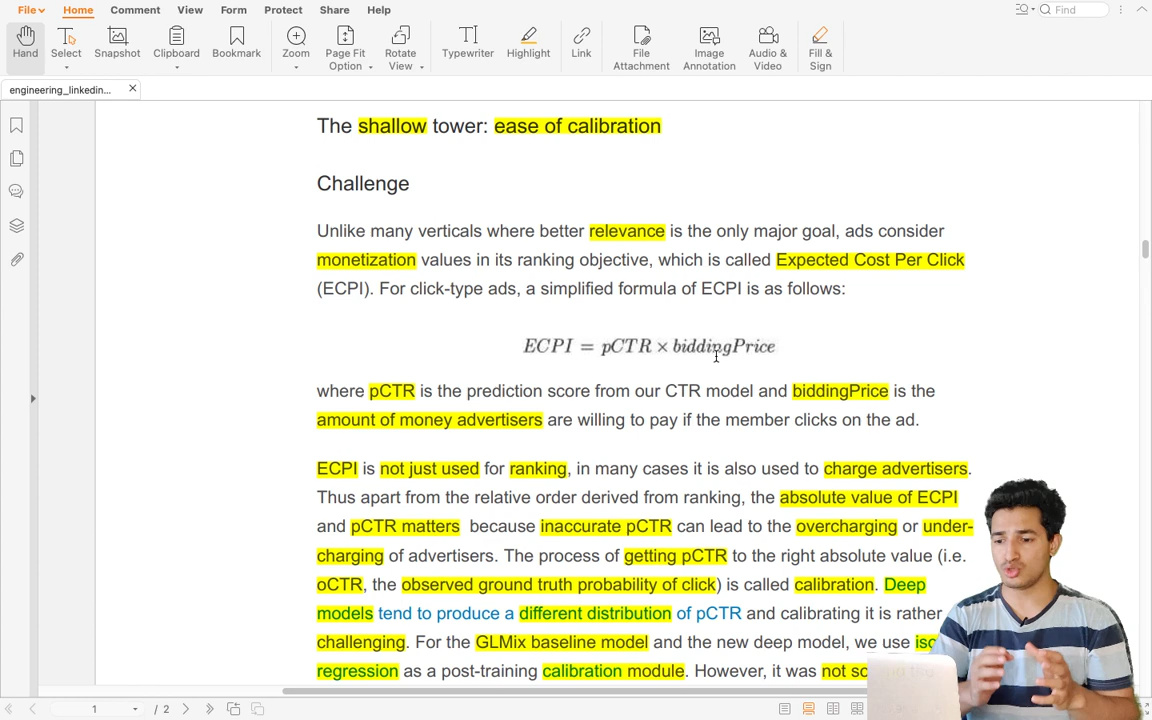 File Home Comment View Form Protect Share Help
Find
Hand Select Snapshot Clipboard Bookmark Zoom Page Fit Option Rotate View Typewriter Highlight Link File Attachment Image Annotation Audio & Video Fill & Sign
engineering_linkedin...
The shallow tower: ease of calibration
Challenge
Unlike many verticals where better relevance is the only major goal, ads consider
monetization values in its ranking objective, which is called Expected Cost Per Click
(ECPI). For click-type ads, a simplified formula of ECPI is as follows:
ECPI = pCTR × biddingPrice
where pCTR is the prediction score from our CTR model and biddingPrice is the
amount of money advertisers are willing to pay if the member clicks on the ad.
ECPI is not just used for ranking, in many cases it is also used to charge advertisers.
Thus apart from the relative order derived from ranking, the absolute value of ECPI
and pCTR matters because inaccurate pCTR can lead to the overcharging or under-
charging of advertisers. The process of getting pCTR to the right absolute value (i.e.
oCTR, the observed ground truth probability of click) is called calibration. Deep
models tend to produce a different distribution of pCTR and calibrating it is rather
challenging. For the GLMix baseline model and the new deep model, we use
regression as a post-training calibration module. However, it was not
1 / 2